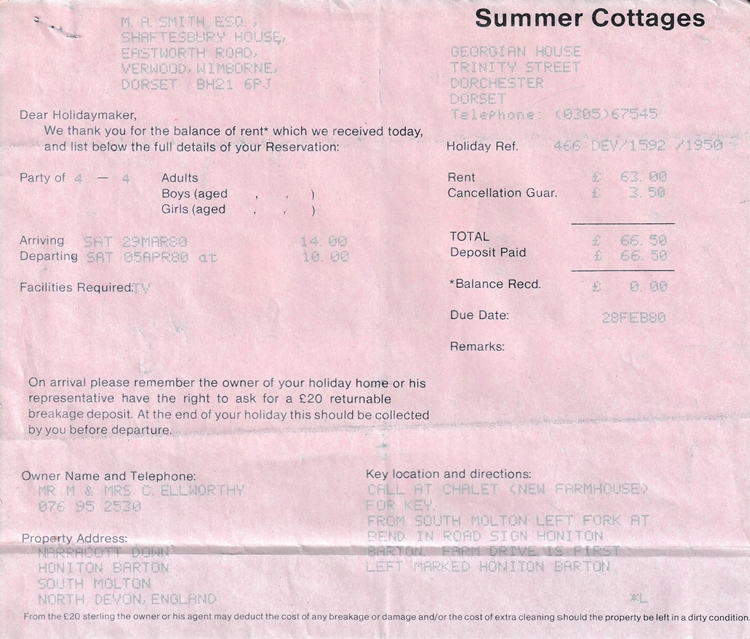 M. A. SMITH ESQ.,
SHAFTESBURY HOUSE,
EASTWORTH ROAD,
VERWOOD, WIMBORNE,
DORSET BH21 6PJ
Summer Cottages
GEORGIAN HOUSE
TRINITY STREET
DORCHESTER
DORSET
Telephone: (0305)67545
Dear Holidaymaker,
We thank you for the balance of rent* which we received today,
and list below the full details of your Reservation:
Holiday Ref. 466 DEV/1592 /1950
Party of 4 — 4 Adults
Boys (aged , , )
Girls (aged , , )
Rent £ 63.00
Cancellation Guar. £ 3.50
Arriving SAT 29MAR80 14.00
Departing SAT 05APR80 at 10.00
TOTAL £ 66.50
Deposit Paid £ 66.50
Facilities Required:TV
*Balance Recd. £ 0.00
Due Date: 28FEB80
Remarks:
On arrival please remember the owner of your holiday home or his
representative have the right to ask for a £20 returnable
breakage deposit. At the end of your holiday this should be collected
by you before departure.
Owner Name and Telephone:
MR M & MRS C. ELLWORTHY
076 95 2530
Property Address:
NARRACOTT DOWN
HONITON BARTON
SOUTH MOLTON
NORTH DEVON, ENGLAND
Key location and directions:
CALL AT CHALET (NEW FARMHOUSE)
FOR KEY.
FROM SOUTH MOLTON LEFT FORK AT
BEND IN ROAD SIGN HONITON
BARTON. FARM DRIVE IS FIRST
LEFT MARKED HONITON BARTON
*L
From the £20 sterling the owner or his agent may deduct the cost of any breakage or damage and/or the cost of extra cleaning should the property be left in a dirty condition